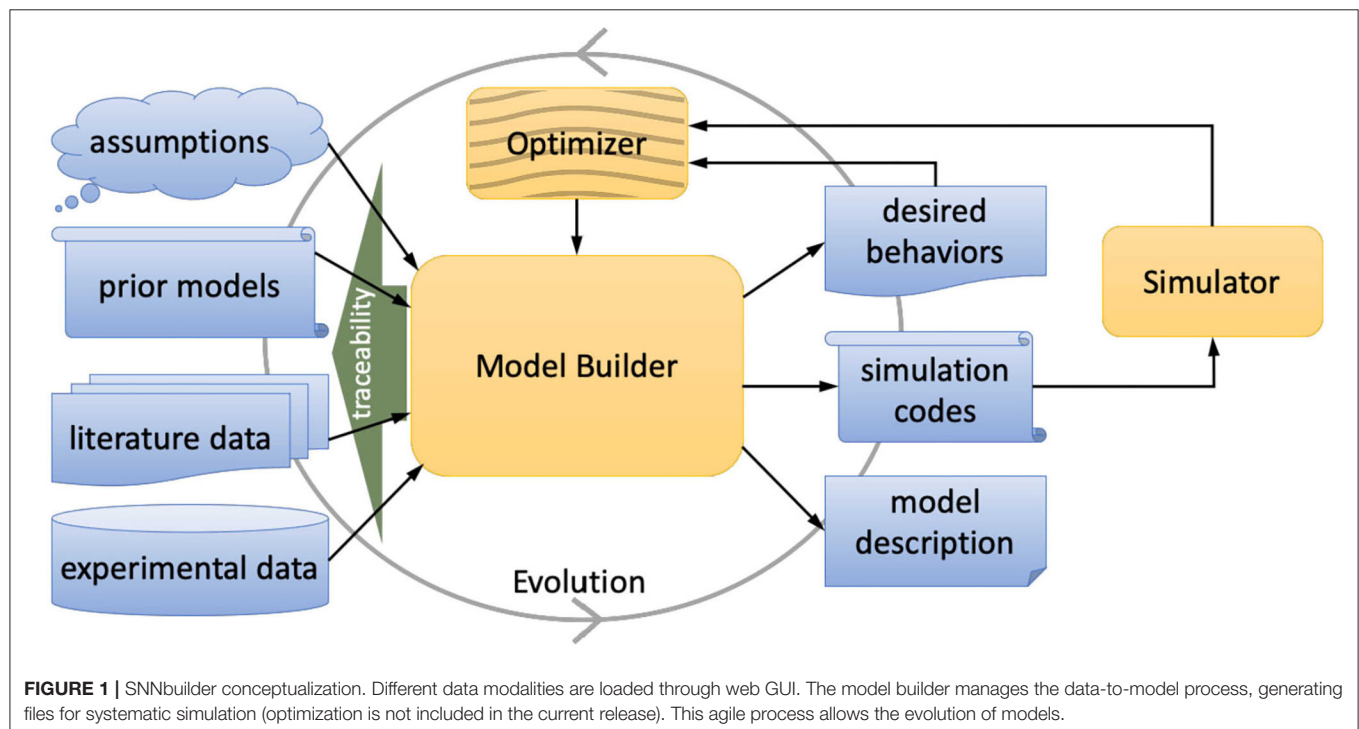 assumptions
prior models
literature data
experimental data
traceability
Optimizer
Model Builder
Evolution
desired
behaviors
simulation
codes
model
description
Simulator
FIGURE 1 | SNNbuilder conceptualization. Different data modalities are loaded through web GUI. The model builder manages the data-to-model process, generating
files for systematic simulation (optimization is not included in the current release). This agile process allows the evolution of models.